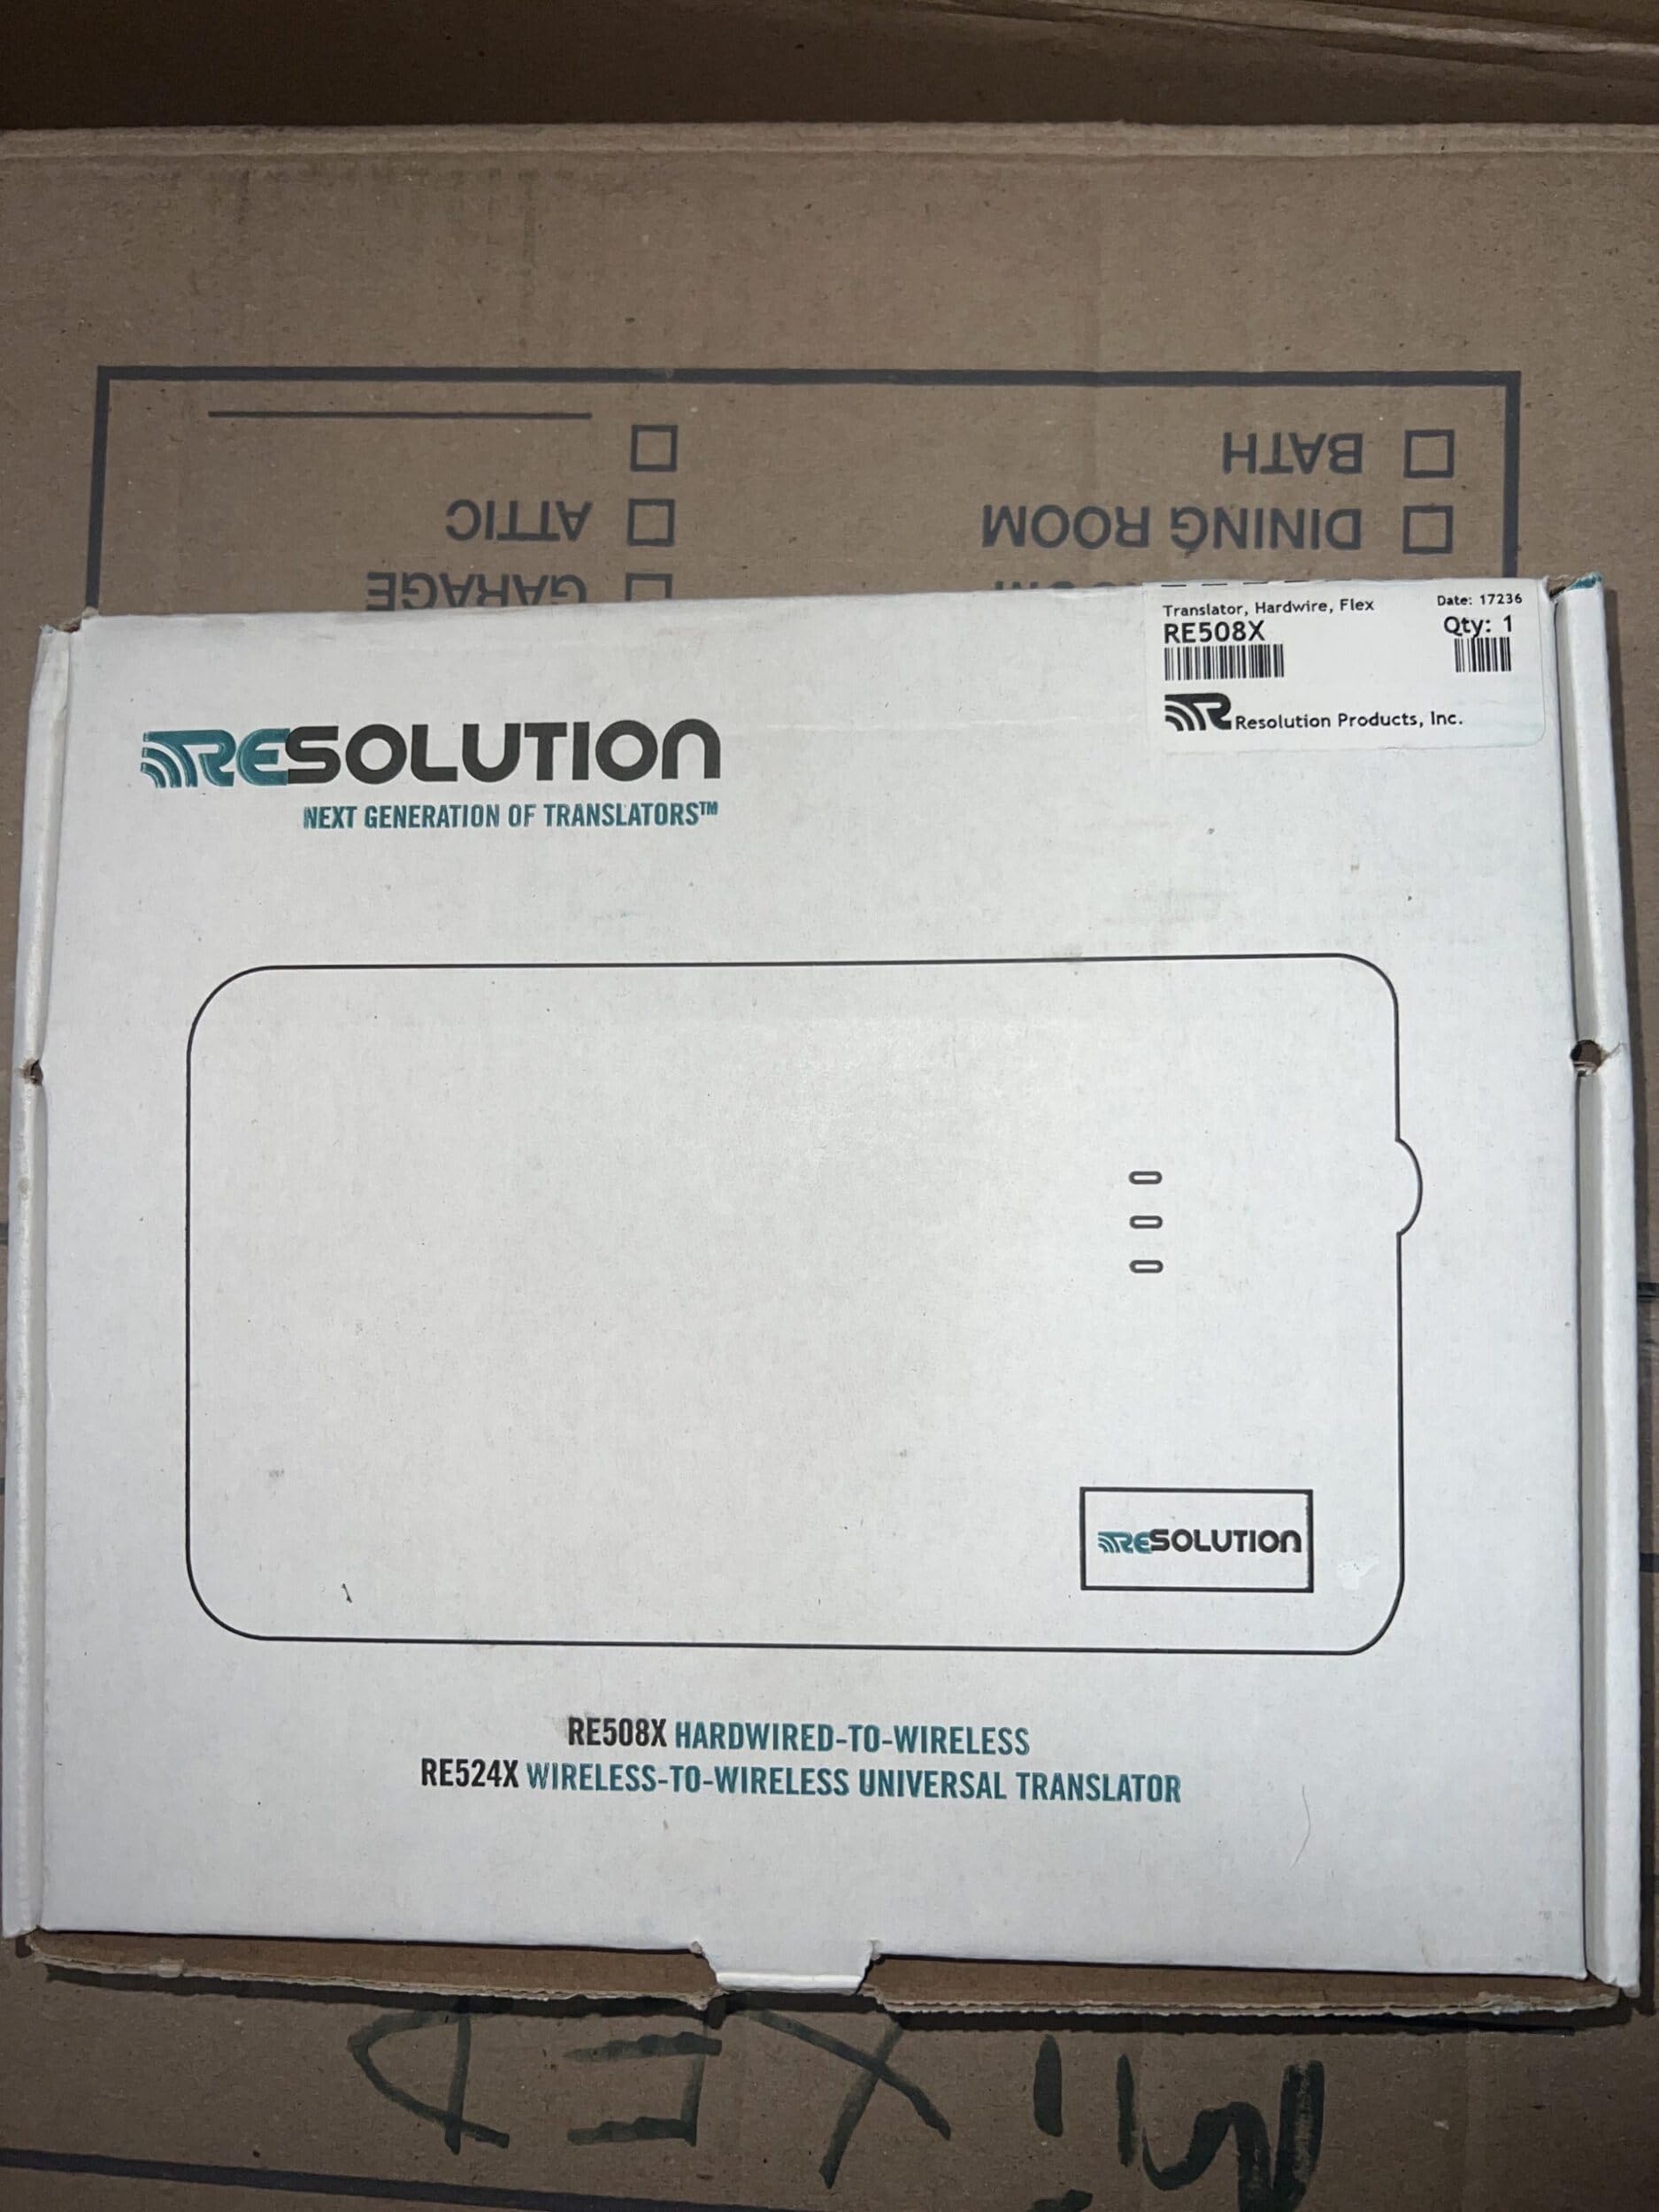 BATH
DINING ROOM
ATTIC
GARAGE
Translator, Hardwire, Flex
Date: 17236
RE508X
Qty: 1
Resolution Products, Inc.
RESOLUTION
NEXT GENERATION OF TRANSLATORS™
RESOLUTION
RE508X HARDWIRED-TO-WIRELESS
RE524X WIRELESS-TO-WIRELESS UNIVERSAL TRANSLATOR
MIXED